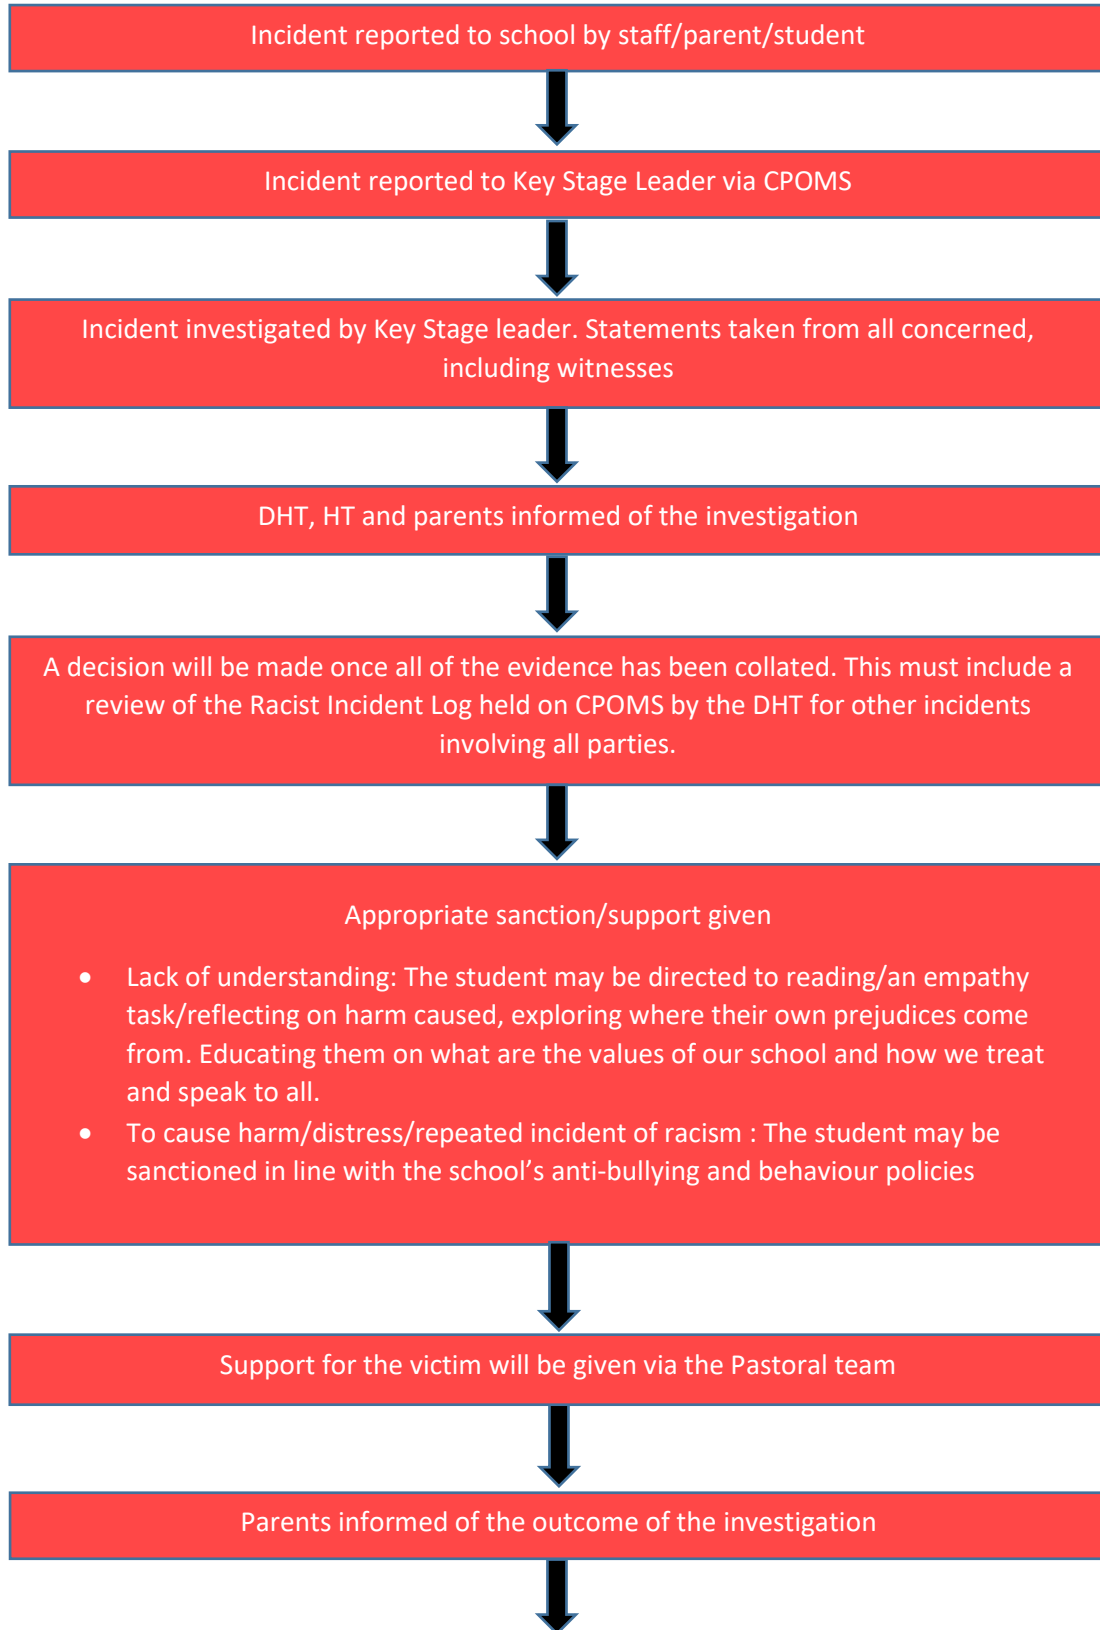 Incident reported to school by staff/parent/student
Incident reported to Key Stage Leader via CPOMS
Incident investigated by Key Stage leader. Statements taken from all concerned,
including witnesses
DHT, HT and parents informed of the investigation
A decision will be made once all of the evidence has been collated. This must include a
review of the Racist Incident Log held on CPOMS by the DHT for other incidents
involving all parties.
Appropriate sanction/support given
• Lack of understanding: The student may be directed to reading/an empathy
task/reflecting on harm caused, exploring where their own prejudices come
from. Educating them on what are the values of our school and how we treat
and speak to all.
• To cause harm/distress/repeated incident of racism : The student may be
sanctioned in line with the school’s anti-bullying and behaviour policies
Support for the victim will be given via the Pastoral team
Parents informed of the outcome of the investigation